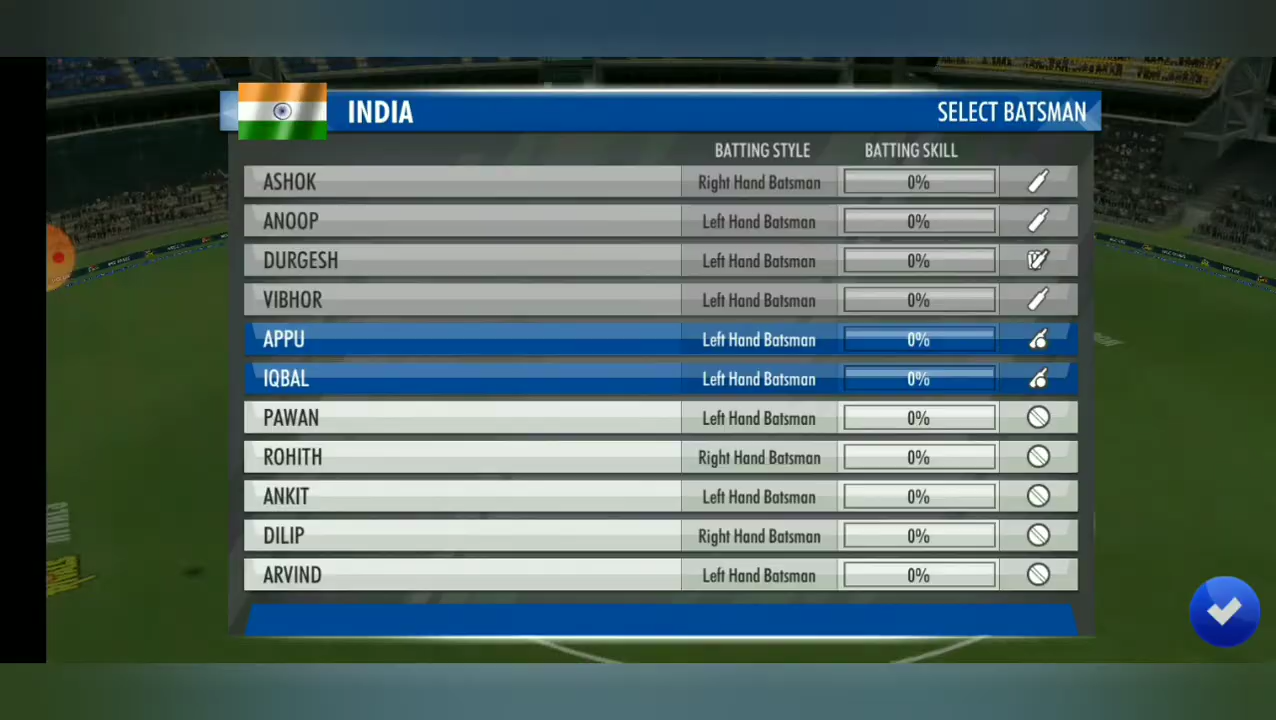 INDIA SELECT BATSMAN
BATTING STYLE BATTING SKILL
ASHOK Right Hand Batsman 0%
ANOOP Left Hand Batsman 0%
DURGESH Left Hand Batsman 0%
VIBHOR Left Hand Batsman 0%
APPU Left Hand Batsman 0%
IQBAL Left Hand Batsman 0%
PAWAN Left Hand Batsman 0%
ROHITH Right Hand Batsman 0%
ANKIT Left Hand Batsman 0%
DILIP Right Hand Batsman 0%
ARVIND Left Hand Batsman 0%